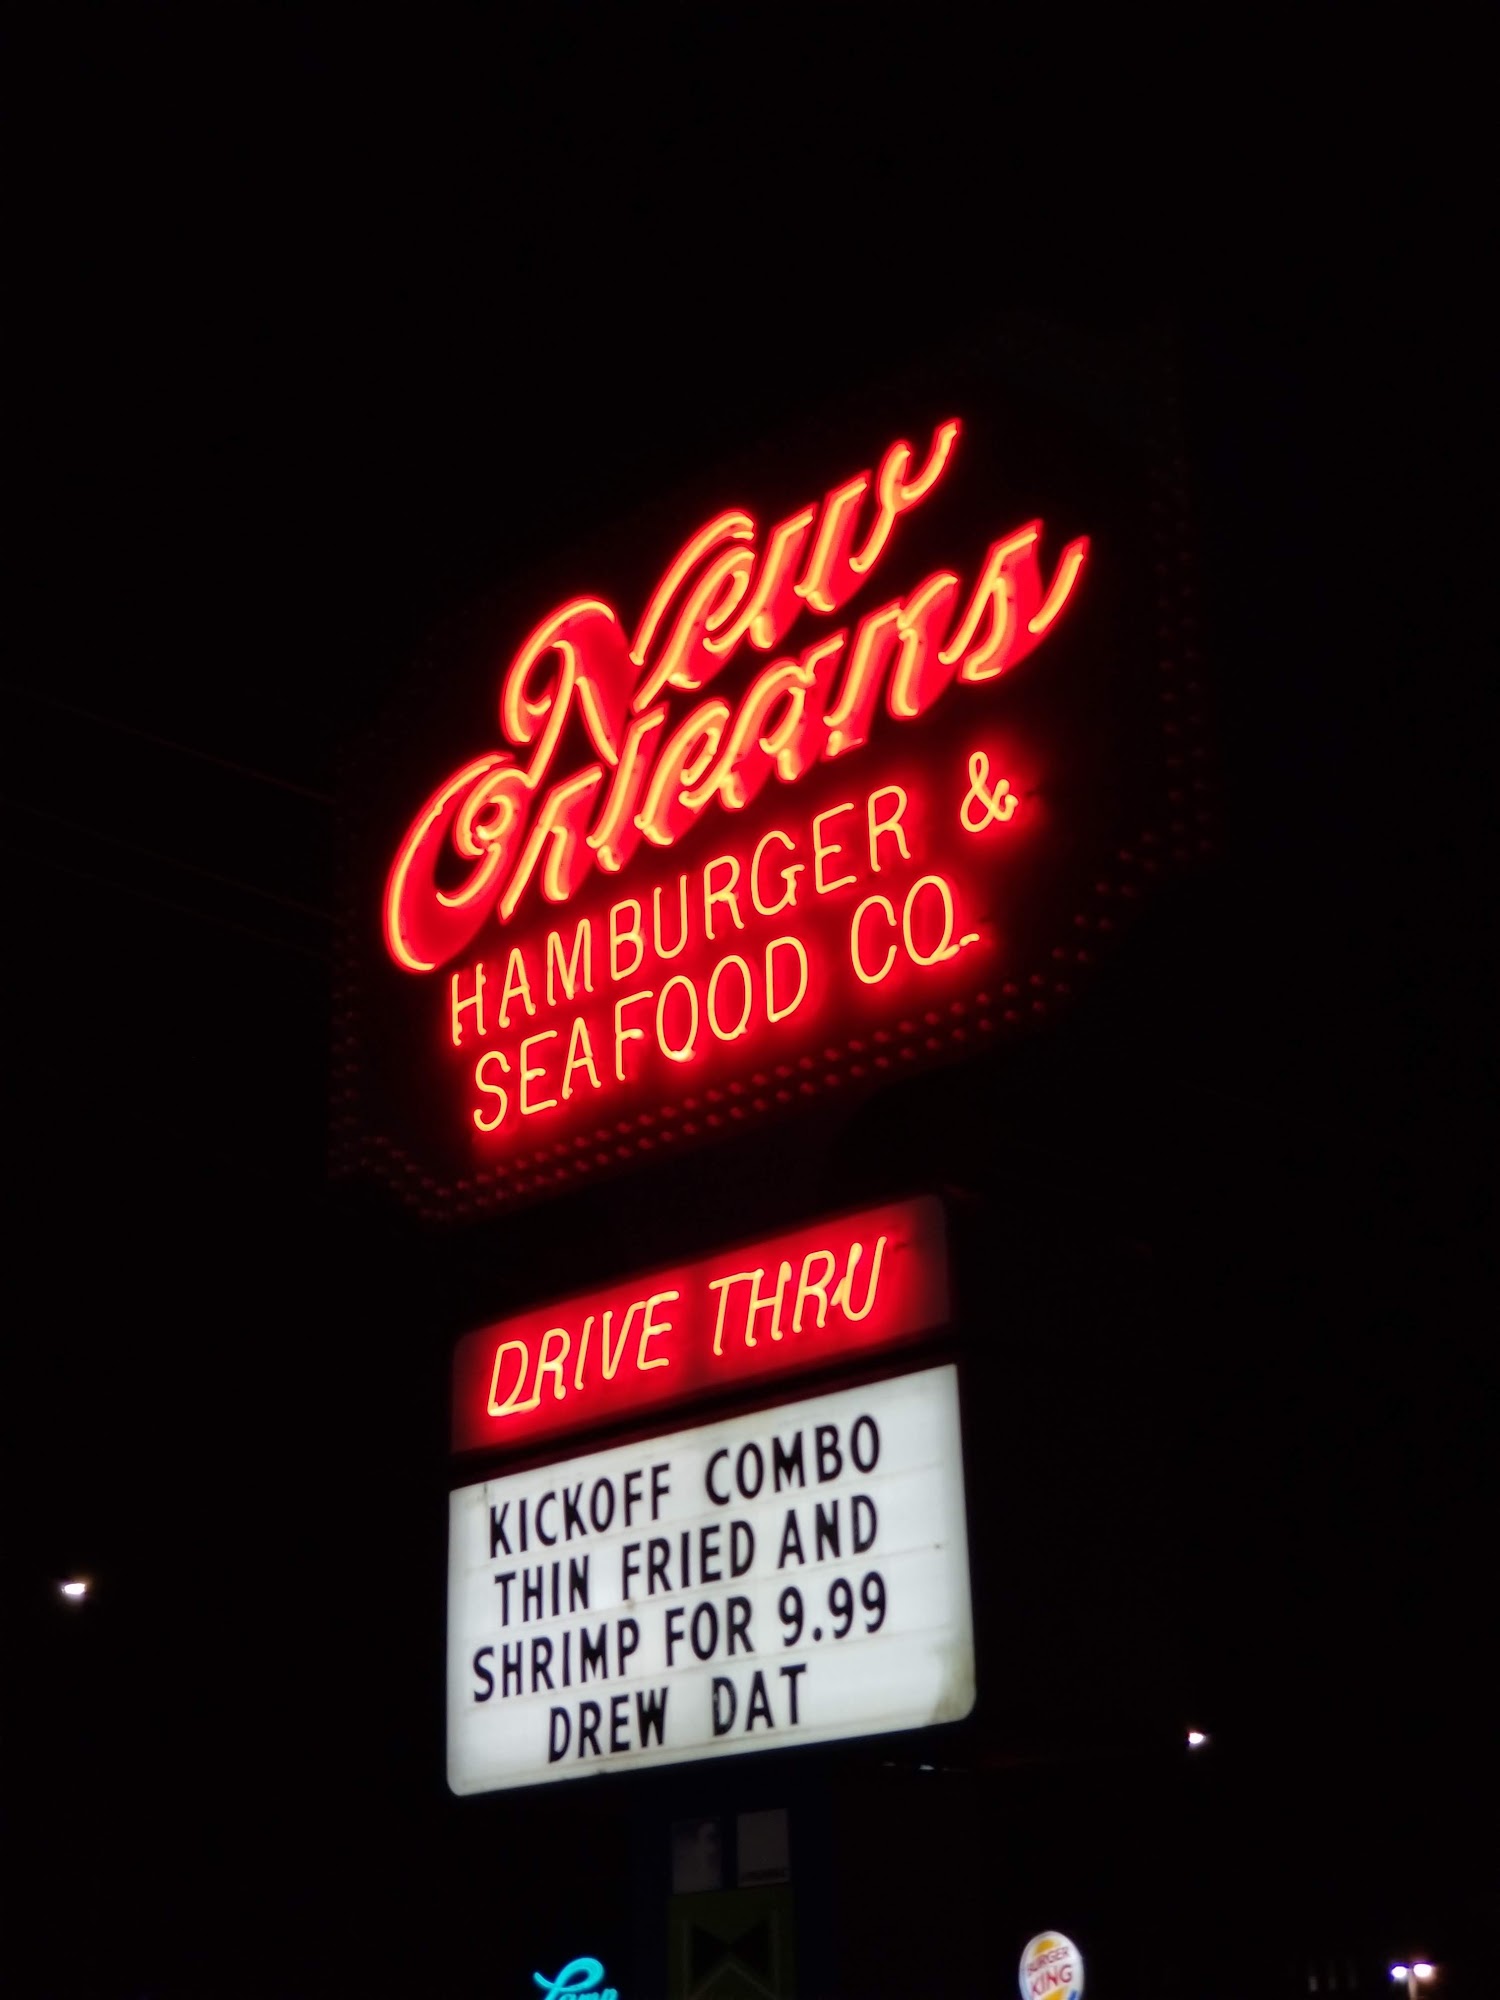 New
Orleans
HAMBURGER &
SEAFOOD CO.
DRIVE THRU
KICKOFF COMBO
THIN FRIED AND
SHRIMP FOR 9.99
DREW DAT
BURGER
KING